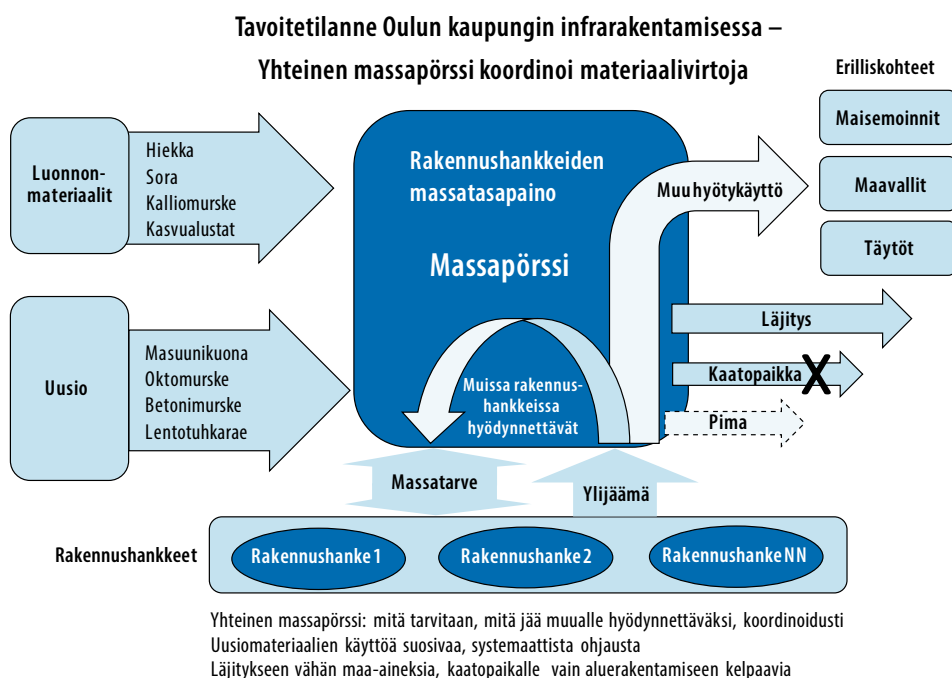 Tavoitetilanne Oulun kaupungin infrarakentamisessa –
Yhteinen massapörssi koordinoi materiaalivirtoja
Erilliskohteet
Luonnon-
materiaalit
Hiekka
Sora
Kalliomurske
Kasvualustat
Rakennushankkeiden
massatasapaino
Massapörssi
Muu hyötykäyttö
Maisemoinnit
Maavallit
Täytöt
Uusio
Masuunikuona
Oktomurske
Betonimurske
Lentotuhkarae
Muissa rakennus-
hankkeissa
hyödynnettävät
Läjitys
Kaatopaikka X
Pima
Massatarve
Ylijäämä
Rakennushankkeet
Rakennushanke 1
Rakennushanke 2
Rakennushanke NN
Yhteinen massapörssi: mitä tarvitaan, mitä jää muualle hyödynnettäväksi, koordinoidusti
Uusiomateriaalien käyttöä suosivaa, systemaattista ohjausta
Läjitykseen vähän maa-aineksia, kaatopaikalle vain aluerakentamiseen kelpaavia